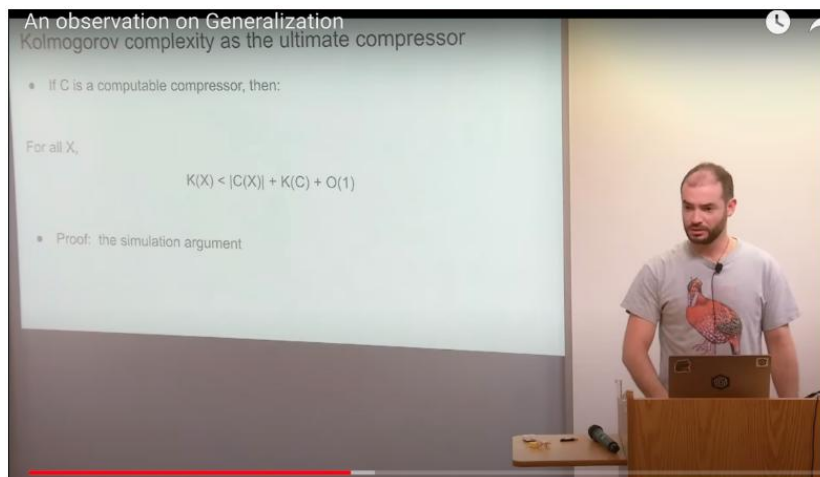 An observation on Generalization
Kolmogorov complexity as the ultimate compressor
• If C is a computable compressor, then:
For all X,
K(X) < |C(X)| + K(C) + O(1)
• Proof: the simulation argument